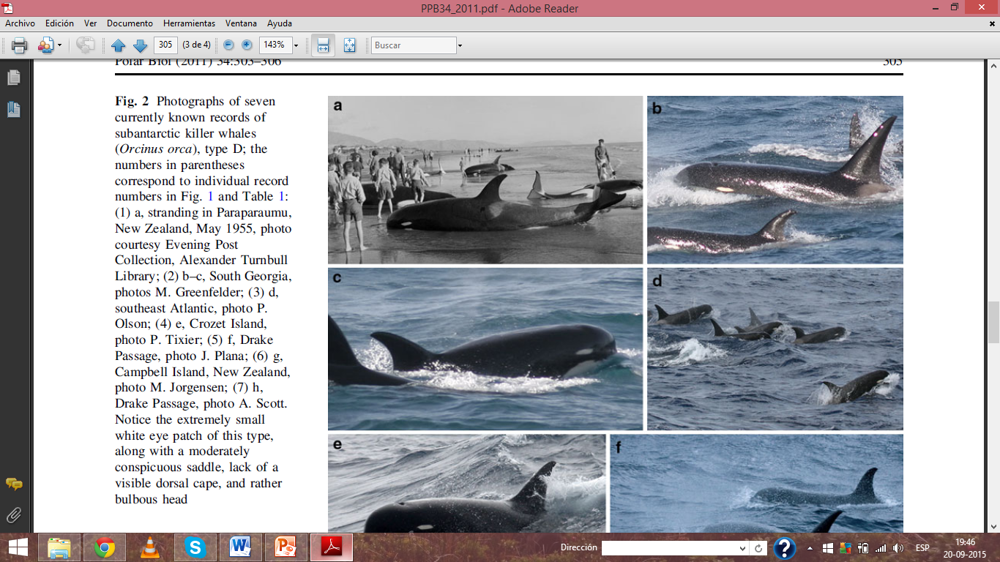 PPB34_2011.pdf - Adobe Reader
Archivo Edición Ver Documento Herramientas Ventana Ayuda
305 (3 de 4) 143% Buscar
Polar Biol (2011) 34:303–306 305
Fig. 2 Photographs of seven
currently known records of
subantarctic killer whales
(Orcinus orca), type D; the
numbers in parentheses
correspond to individual record
numbers in Fig. 1 and Table 1:
(1) a, stranding in Paraparaumu,
New Zealand, May 1955, photo
courtesy Evening Post
Collection, Alexander Turnbull
Library; (2) b–c, South Georgia,
photos M. Greenfelder; (3) d,
southeast Atlantic, photo P.
Olson; (4) e, Crozet Island,
photo P. Tixier; (5) f, Drake
Passage, photo J. Plana; (6) g,
Campbell Island, New Zealand,
photo M. Jorgensen; (7) h,
Drake Passage, photo A. Scott.
Notice the extremely small
white eye patch of this type,
along with a moderately
conspicuous saddle, lack of a
visible dorsal cape, and rather
bulbous head
a
b
c
d
e
f
Dirección
ESP
19:46
20-09-2015